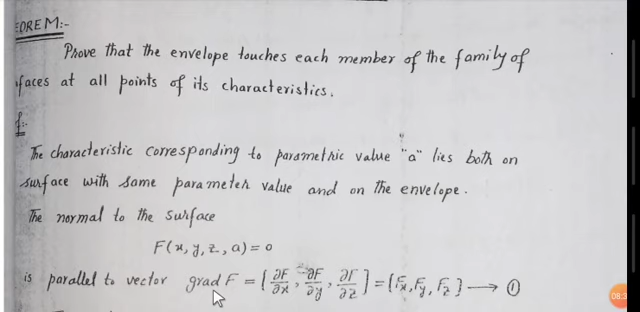 EOREM:-
Prove that the envelope touches each member of the family of
faces at all points of its characteristics.
f:-
The characteristic corresponding to parametric value "a" lies both on
surface with same parameter value and on the envelope.
The normal to the surface
F(x, y, z, a) = 0
is parallel to vector grad F = [∂F/∂x, ∂F/∂y, ∂F/∂z] = [Fx, Fy, Fz] → ①